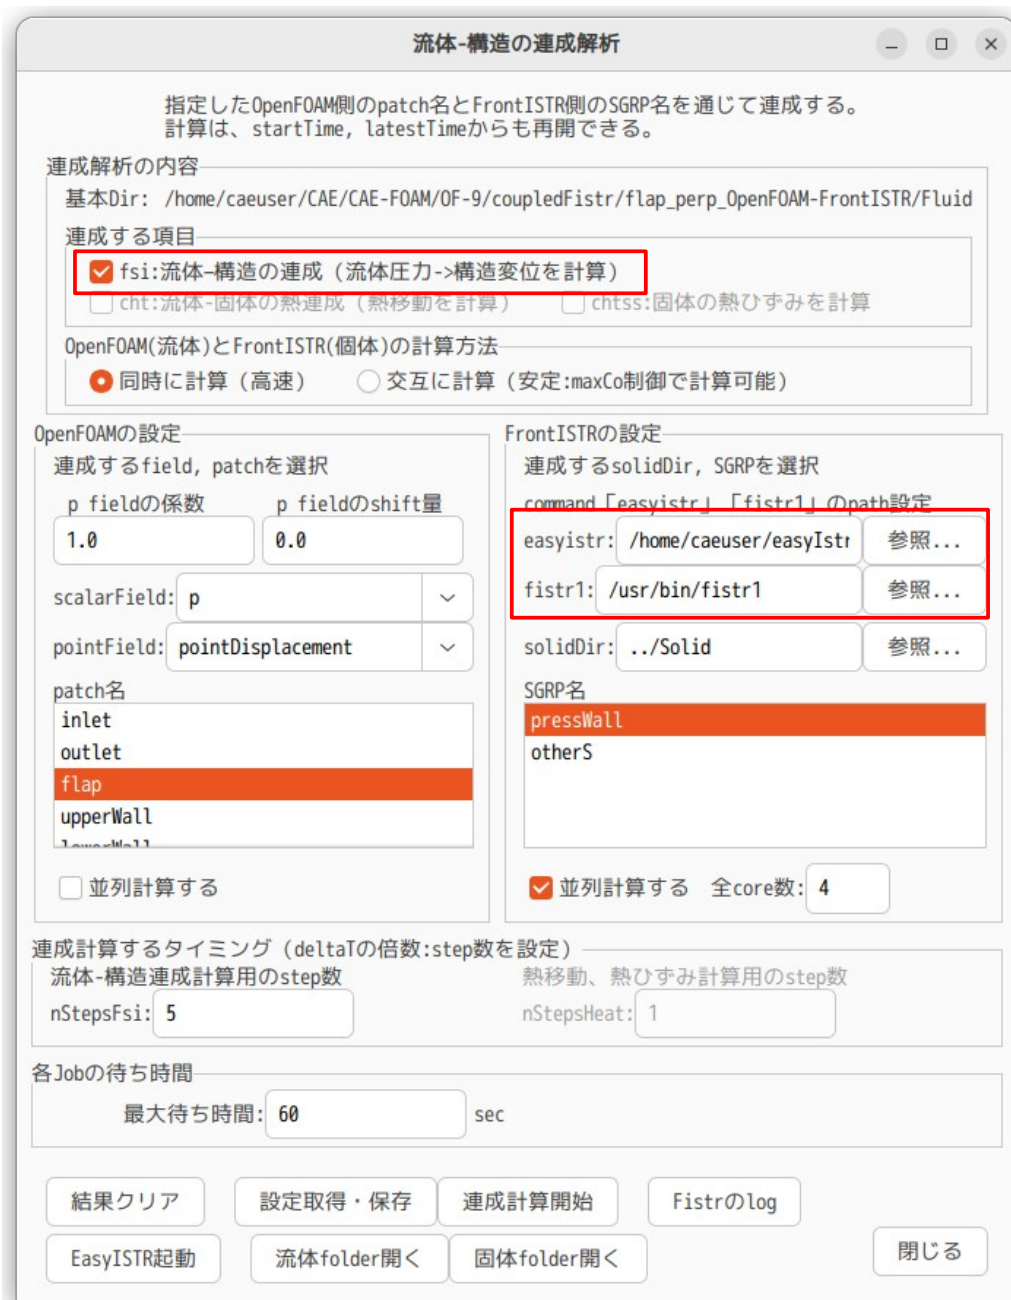 流体-構造の連成解析
指定したOpenFOAM側のpatch名とFrontISTR側のSGRP名を通じて連成する。
計算は、startTime, latestTimeからも再開できる。
連成解析の内容
基本Dir: /home/caeuser/CAE/CAE-FOAM/OF-9/coupledFistr/flap_perp_OpenFOAM-FrontISTR/Fluid
連成する項目
fsi:流体-構造の連成（流体圧力->構造変位を計算）
cht:流体-固体の熱連成（熱移動を計算） chtss:固体の熱ひずみを計算
OpenFOAM(流体)とFrontISTR(個体)の計算方法
同時に計算（高速） 交互に計算（安定:maxCo制御で計算可能）
OpenFOAMの設定
連成するfield, patchを選択
p fieldの係数 p fieldのshift量
1.0 0.0
scalarField: p
pointField: pointDisplacement
patch名
inlet
outlet
flap
upperWall
lowerWall
並列計算する
FrontISTRの設定
連成するsolidDir, SGRPを選択
command「easyistr」「fistr1」のpath設定
easyistr: /home/caeuser/easyIstr 参照...
fistr1: /usr/bin/fistr1 参照...
solidDir: ../Solid 参照...
SGRP名
pressWall
otherS
並列計算する 全core数: 4
連成計算するタイミング（deltaTの倍数:step数を設定）
流体-構造連成計算用のstep数 熱移動、熱ひずみ計算用のstep数
nStepsFsi: 5 nStepsHeat: 1
各Jobの待ち時間
最大待ち時間: 60 sec
結果クリア 設定取得・保存 連成計算開始 Fistrのlog
EasyISTR起動 流体folder開く 固体folder開く 閉じる